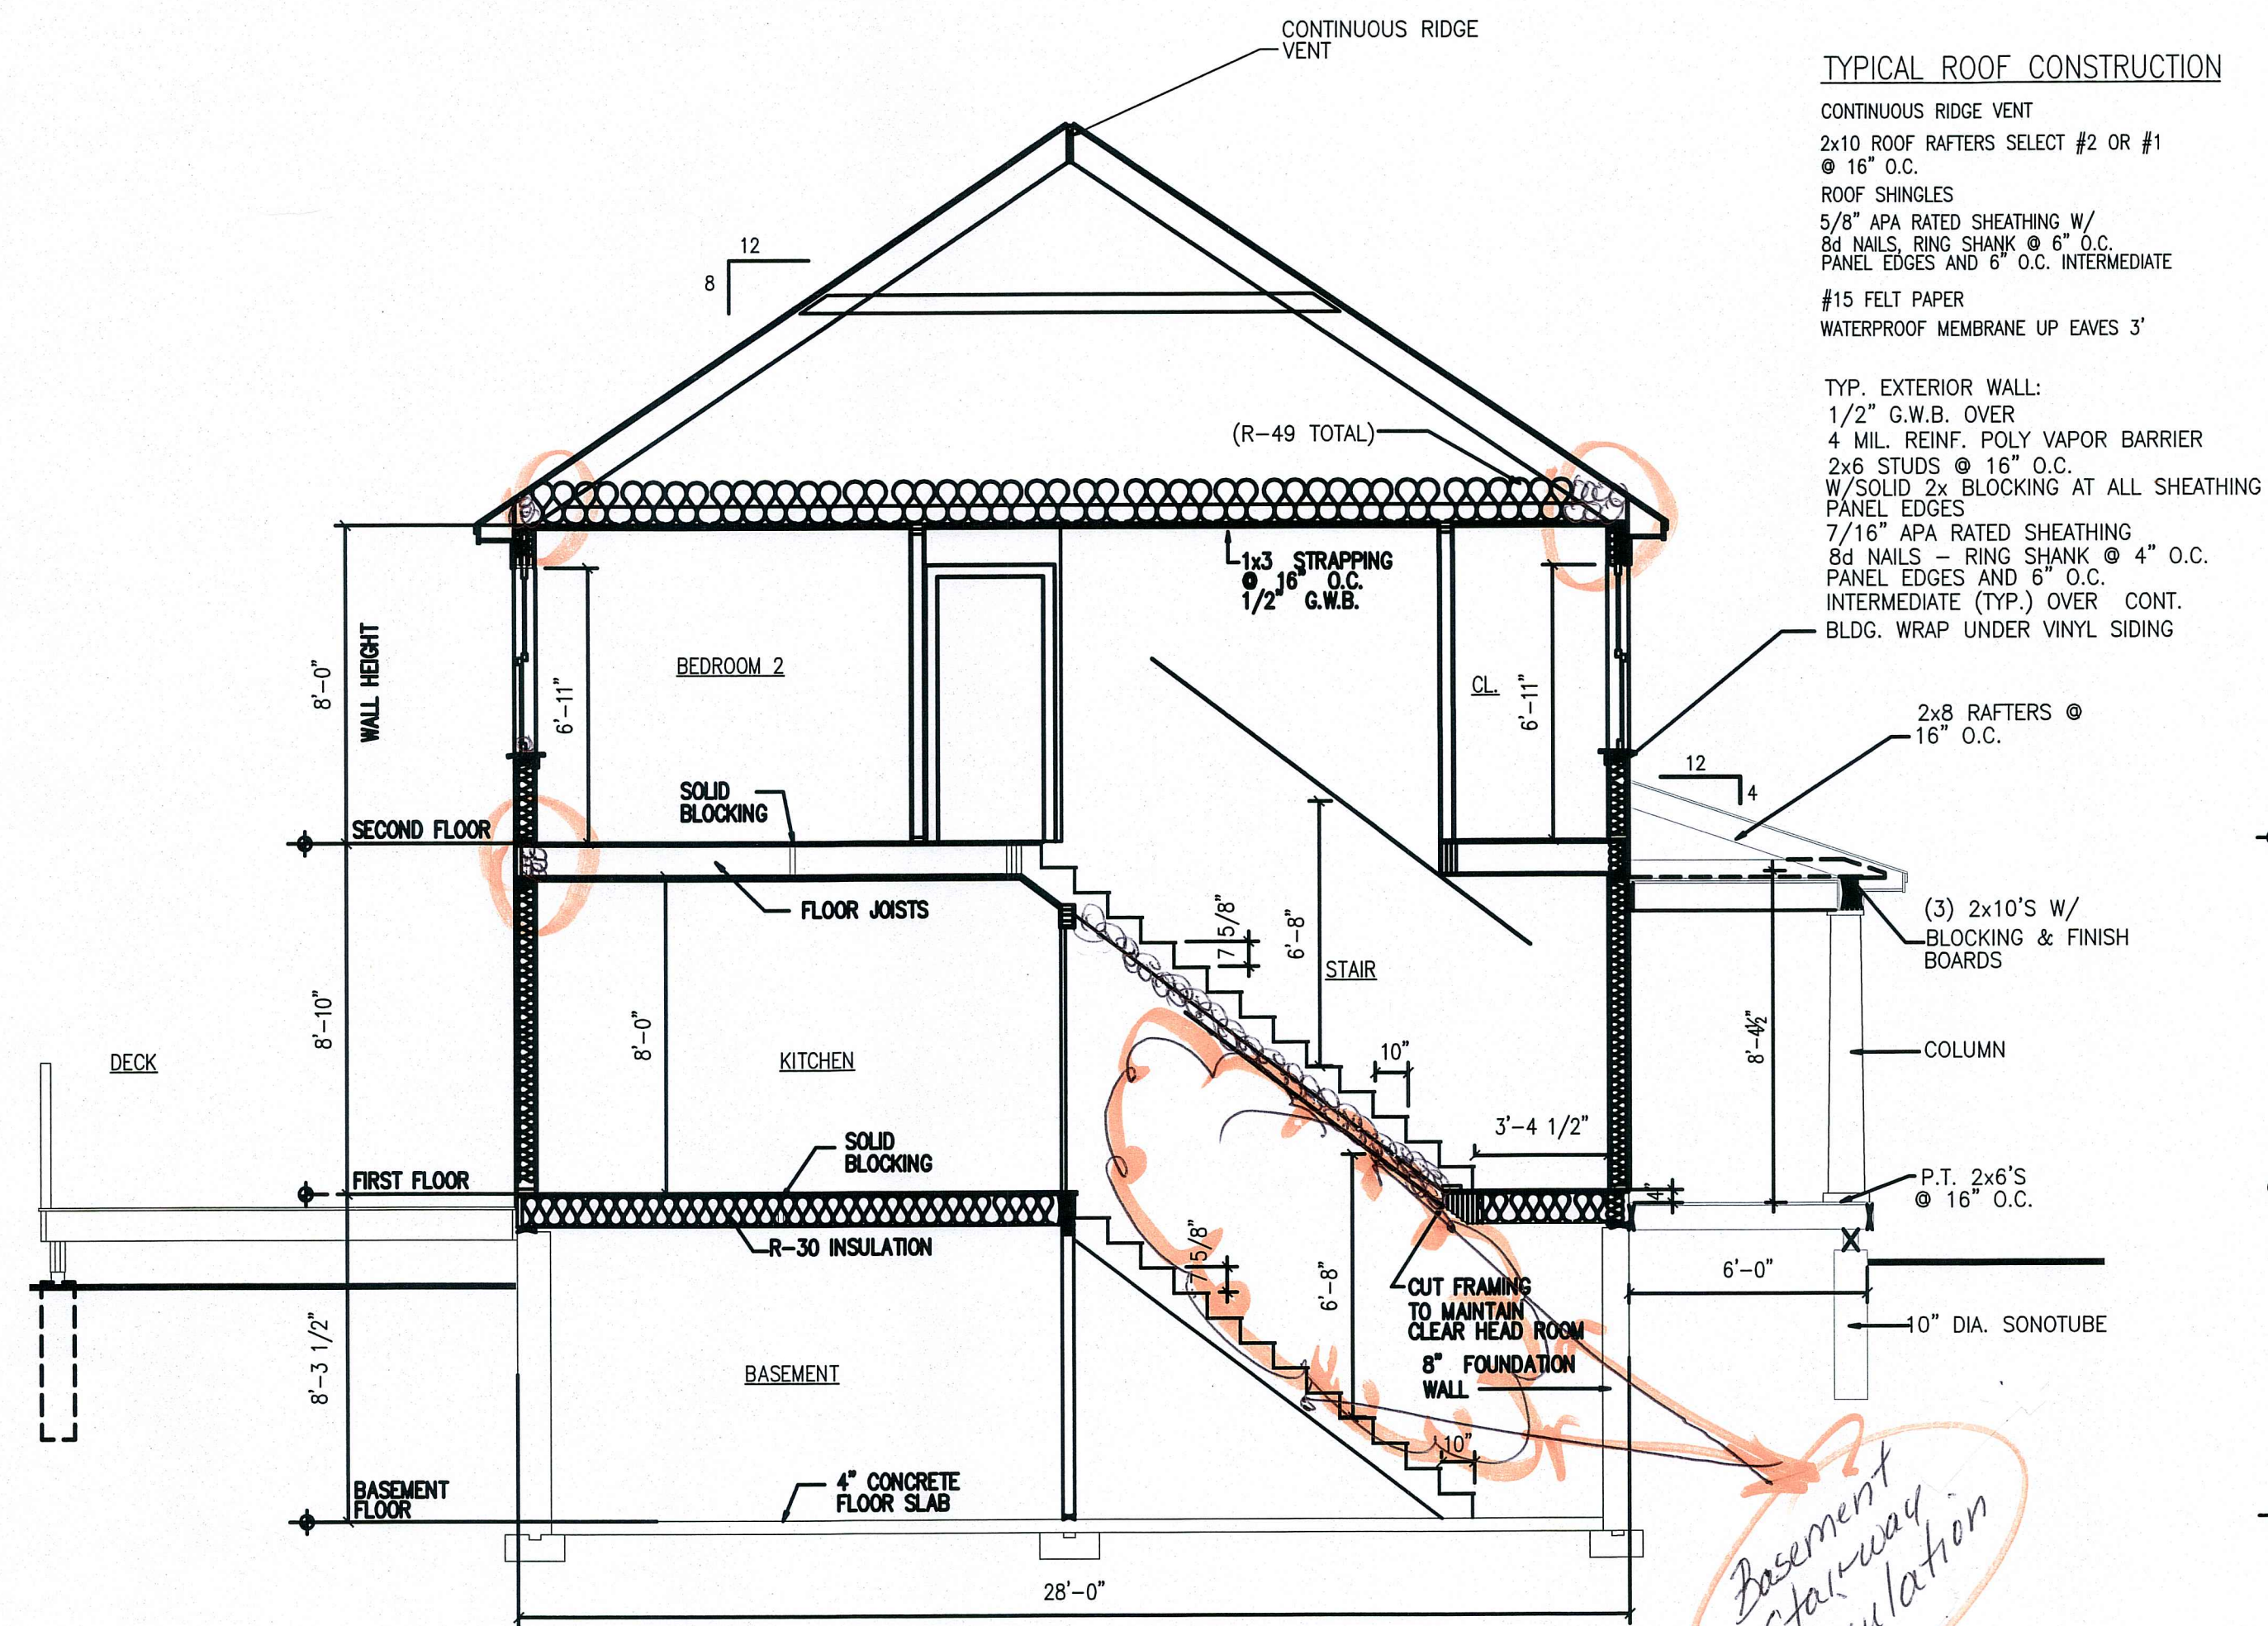 CONTINUOUS RIDGE
VENT
TYPICAL ROOF CONSTRUCTION
CONTINUOUS RIDGE VENT
2x10 ROOF RAFTERS SELECT #2 OR #1
@ 16" O.C.
ROOF SHINGLES
5/8" APA RATED SHEATHING W/
8d NAILS, RING SHANK @ 6" O.C.
PANEL EDGES AND 6" O.C. INTERMEDIATE
#15 FELT PAPER
WATERPROOF MEMBRANE UP EAVES 3'
TYP. EXTERIOR WALL:
1/2" G.W.B. OVER
4 MIL. REINF. POLY VAPOR BARRIER
2x6 STUDS @ 16" O.C.
W/SOLID 2x BLOCKING AT ALL SHEATHING
PANEL EDGES
7/16" APA RATED SHEATHING
8d NAILS – RING SHANK @ 4" O.C.
PANEL EDGES AND 6" O.C.
INTERMEDIATE (TYP.) OVER CONT.
BLDG. WRAP UNDER VINYL SIDING
12
8
(R-49 TOTAL)
1x3 STRAPPING
@ 16" O.C.
1/2" G.W.B.
8'-0"
WALL HEIGHT
6'-11"
BEDROOM 2
CL.
6'-11"
2x8 RAFTERS @
16" O.C.
12
4
SOLID
BLOCKING
SECOND FLOOR
FLOOR JOISTS
7 5/8"
6'-8"
STAIR
(3) 2x10'S W/
BLOCKING & FINISH
BOARDS
8'-10"
8'-0"
KITCHEN
DECK
10"
8'-4½"
COLUMN
3'-4 1/2"
SOLID
BLOCKING
FIRST FLOOR
4"
P.T. 2x6'S
@ 16" O.C.
R-30 INSULATION
7 5/8"
6'-8"
CUT FRAMING
TO MAINTAIN
CLEAR HEAD ROOM
6'-0"
10" DIA. SONOTUBE
8'-3 1/2"
BASEMENT
8" FOUNDATION
WALL
10"
BASEMENT
FLOOR
4" CONCRETE
FLOOR SLAB
28'-0"
Basement
Stairway